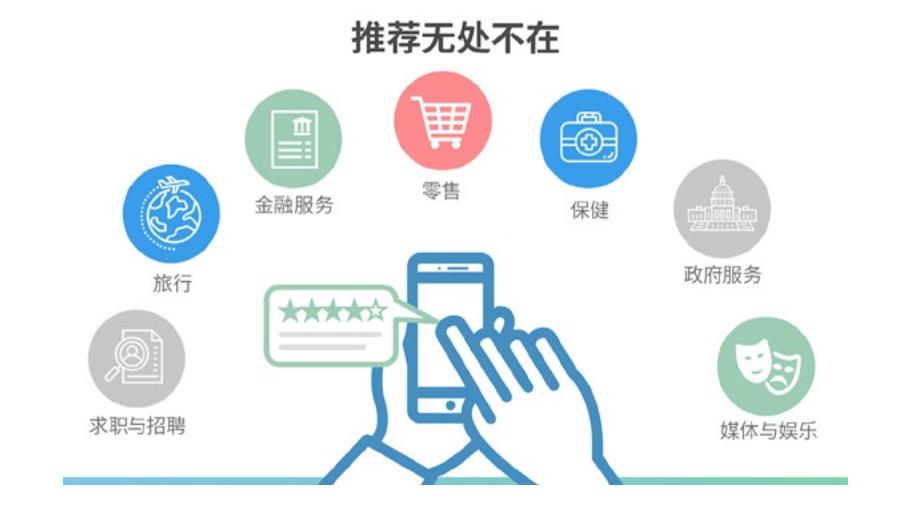 推荐无处不在
零售
金融服务
保健
旅行
政府服务
求职与招聘
媒体与娱乐